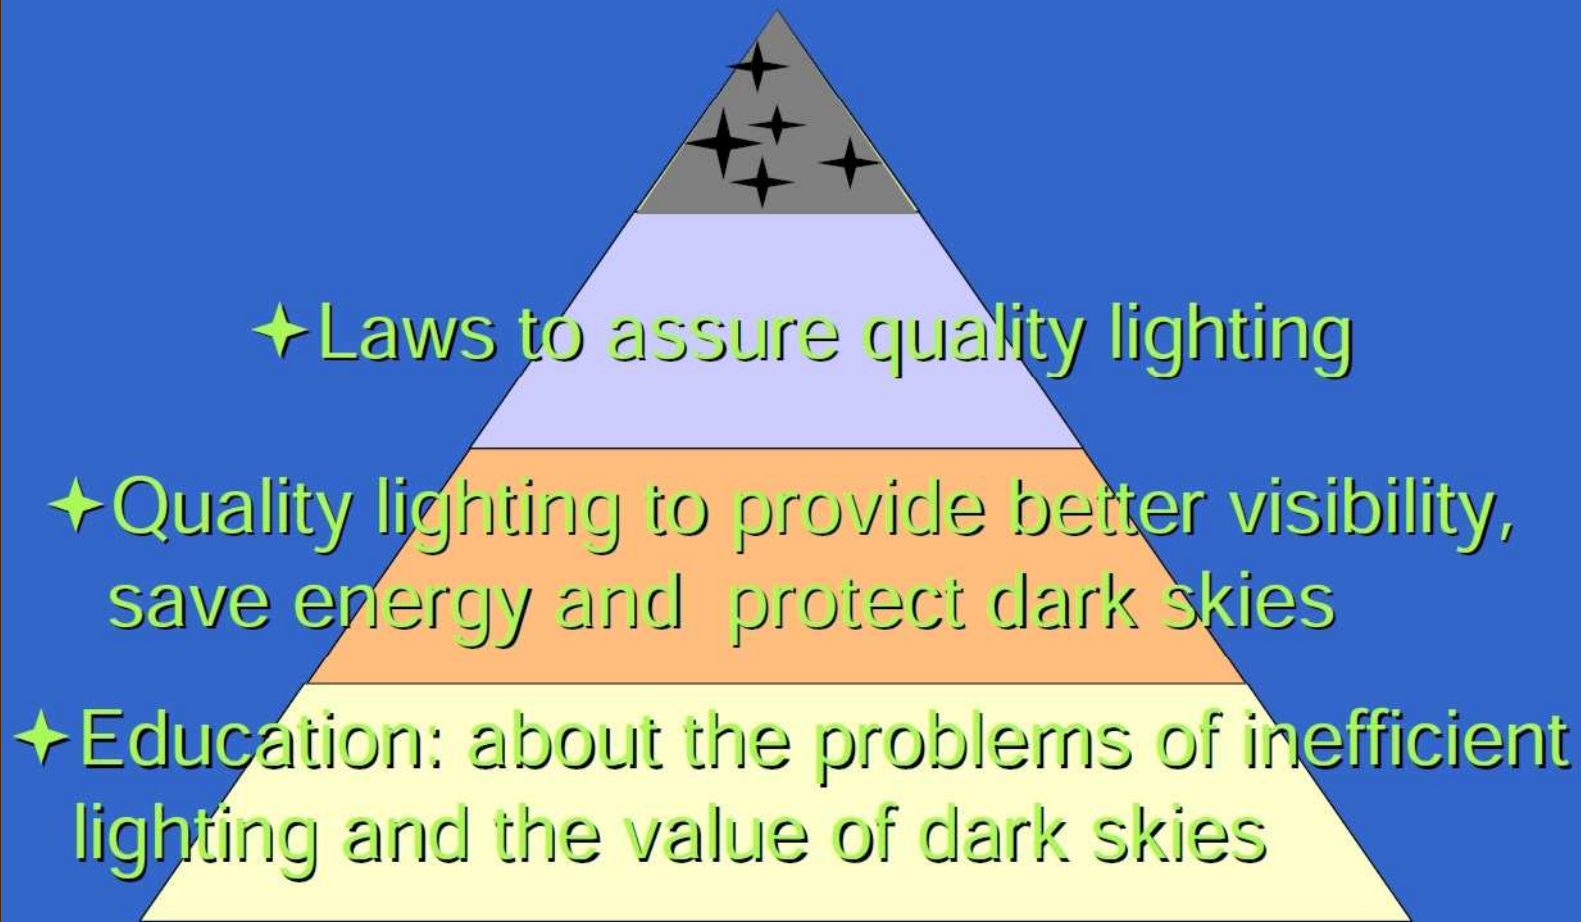 Laws to assure quality lighting
Quality lighting to provide better visibility,
save energy and protect dark skies
Education: about the problems of inefficient
lighting and the value of dark skies